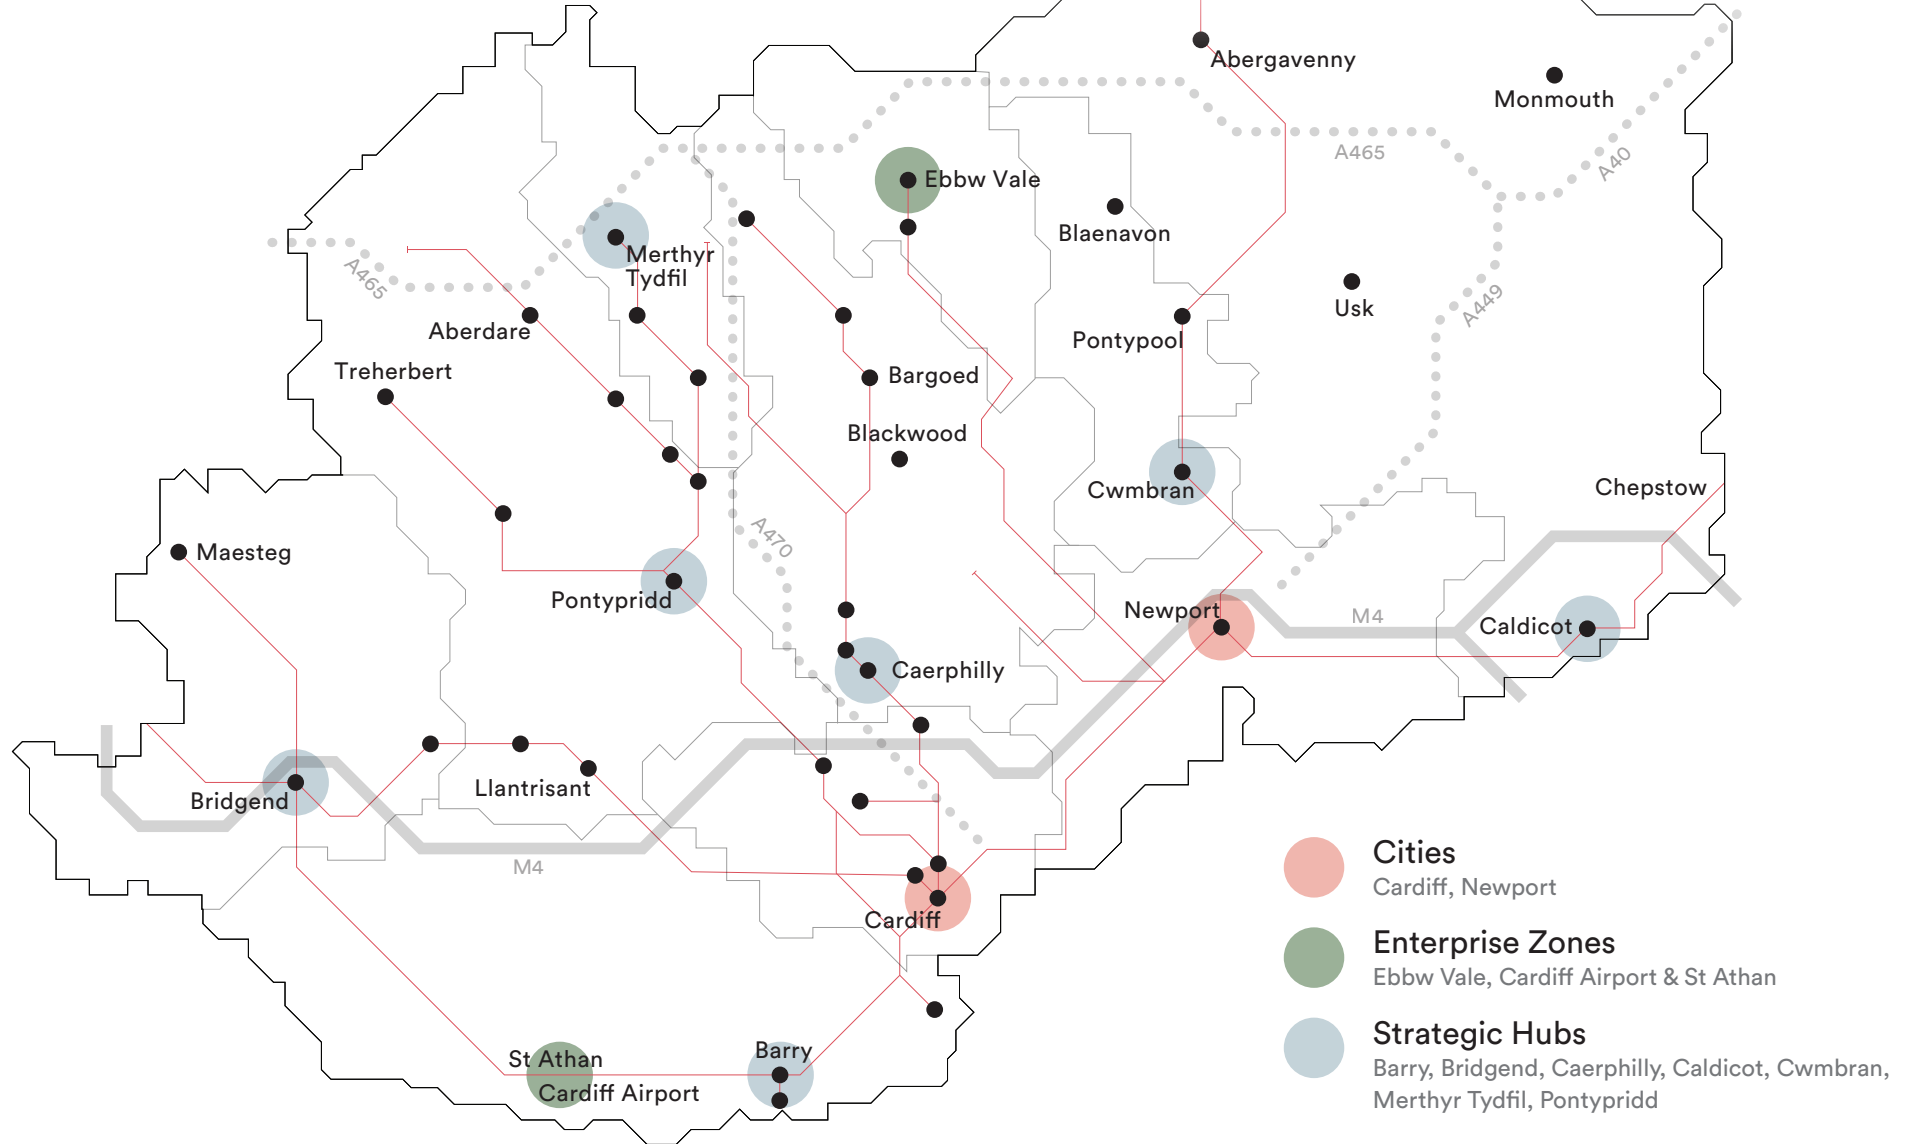 Abergavenny
Monmouth
A465
A40
Ebbw Vale
Blaenavon
Merthyr
Tydfil
A465
Usk
A449
Aberdare
Pontypool
Treherbert
Bargoed
Blackwood
Cwmbran
Chepstow
A470
Maesteg
Pontypridd
Newport
M4
Caldicot
Caerphilly
Bridgend
Llantrisant
M4
Cardiff
Cities
Cardiff, Newport
Enterprise Zones
Ebbw Vale, Cardiff Airport & St Athan
Strategic Hubs
Barry, Bridgend, Caerphilly, Caldicot, Cwmbran,
Merthyr Tydfil, Pontypridd
Barry
St Athan
Cardiff Airport